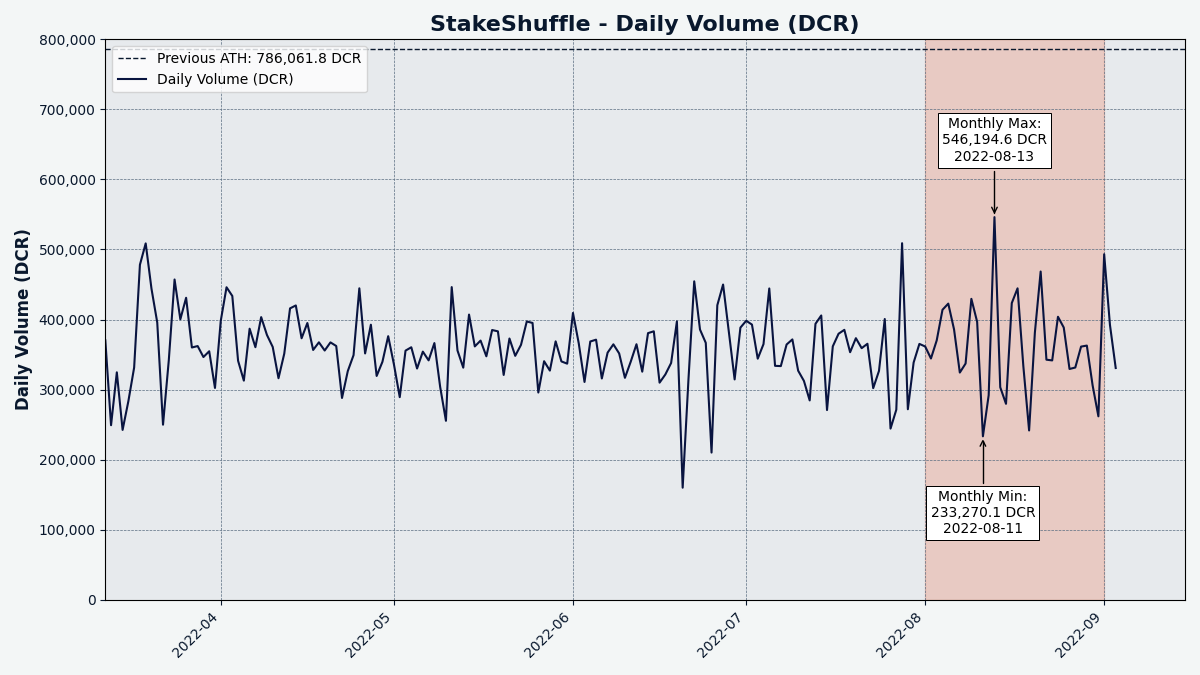 StakeShuffle - Daily Volume (DCR)
Previous ATH: 786,061.8 DCR
Daily Volume (DCR)
Daily Volume (DCR)
800,000
700,000
600,000
500,000
400,000
300,000
200,000
100,000
0
Monthly Max:
546,194.6 DCR
2022-08-13
Monthly Min:
233,270.1 DCR
2022-08-11
2022-04
2022-05
2022-06
2022-07
2022-08
2022-09